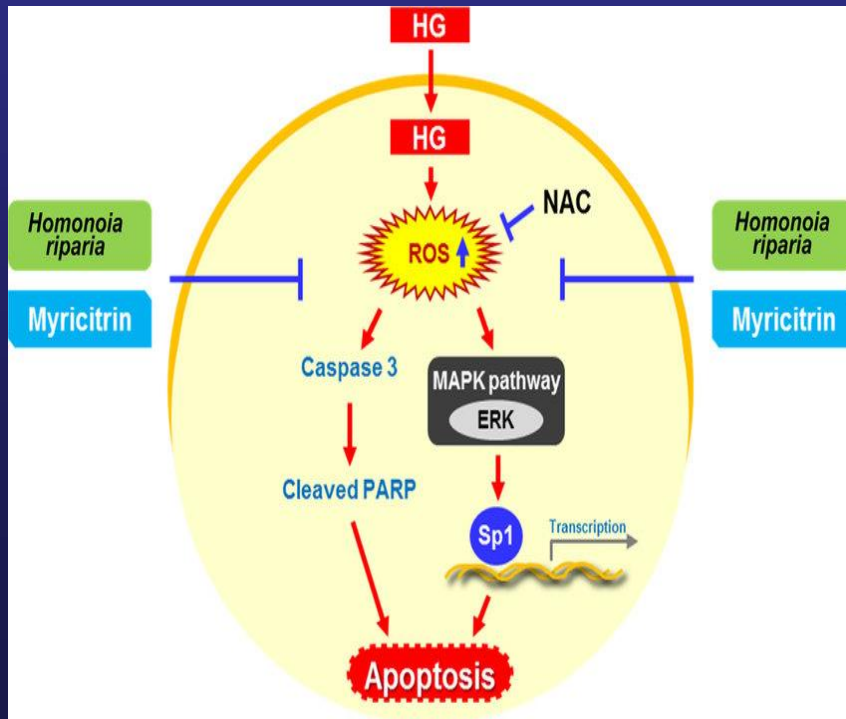 HG
HG
NAC
ROS
Homonoia
riparia
Myricitrin
Homonoia
riparia
Myricitrin
Caspase 3
MAPK pathway
ERK
Cleaved PARP
Sp1
Transcription
Apoptosis